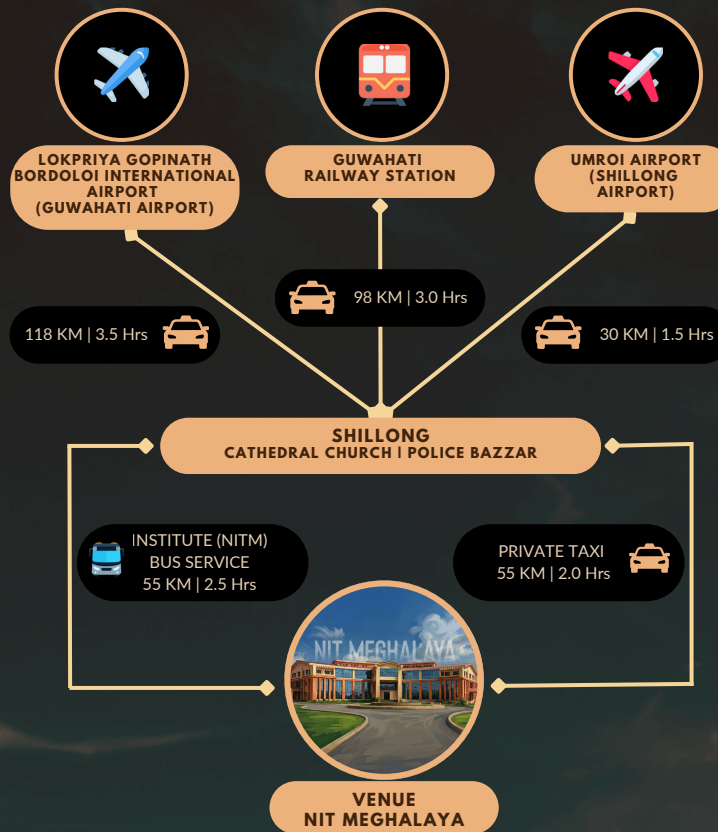 LOKPRIYA GOPINATH
BORDOLOI INTERNATIONAL
AIRPORT
(GUWAHATI AIRPORT)
GUWAHATI
RAILWAY STATION
UMROI AIRPORT
(SHILLONG
AIRPORT)
118 KM | 3.5 Hrs
98 KM | 3.0 Hrs
30 KM | 1.5 Hrs
SHILLONG
CATHEDRAL CHURCH | POLICE BAZZAR
INSTITUTE (NITM)
BUS SERVICE
55 KM | 2.5 Hrs
PRIVATE TAXI
55 KM | 2.0 Hrs
NIT MEGHALAYA
VENUE
NIT MEGHALAYA